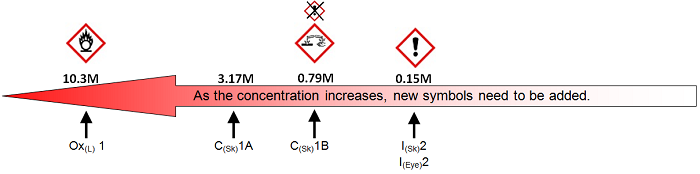 10.3M 3.17M 0.79M 0.15M
As the concentration increases, new symbols need to be added.
Ox(L) 1 C(Sk)1A C(Sk)1B I(Sk)2
I(Eye)2